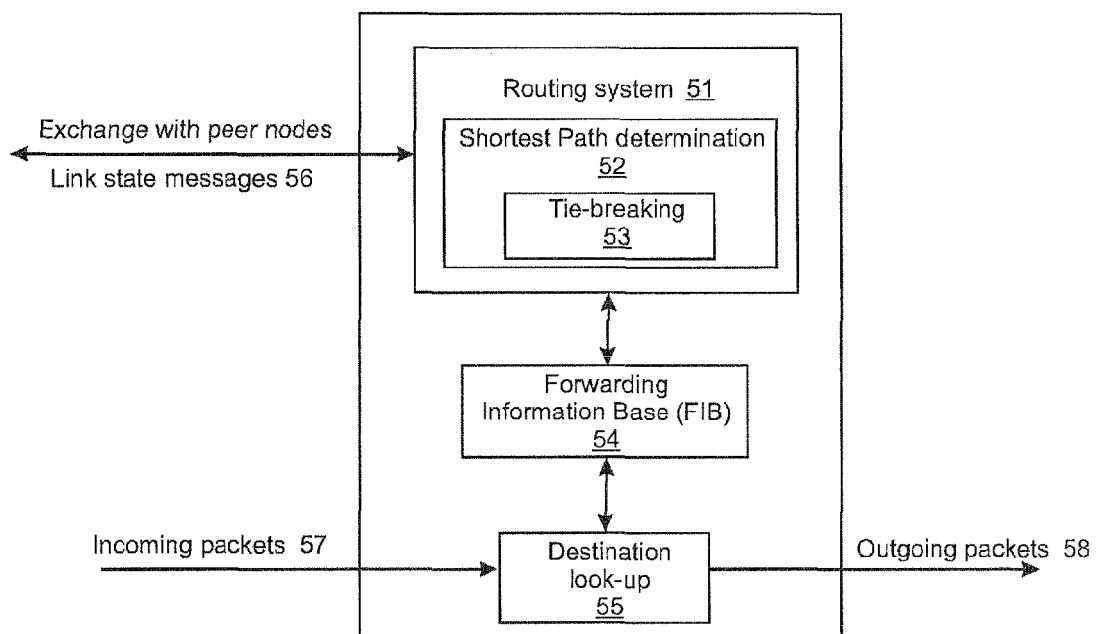 Routing system 51
Exchange with peer nodes
Link state messages 56
Shortest Path determination
52
Tie-breaking
53
Forwarding
Information Base (FIB)
54
Incoming packets 57
Destination
look-up
55
Outgoing packets 58